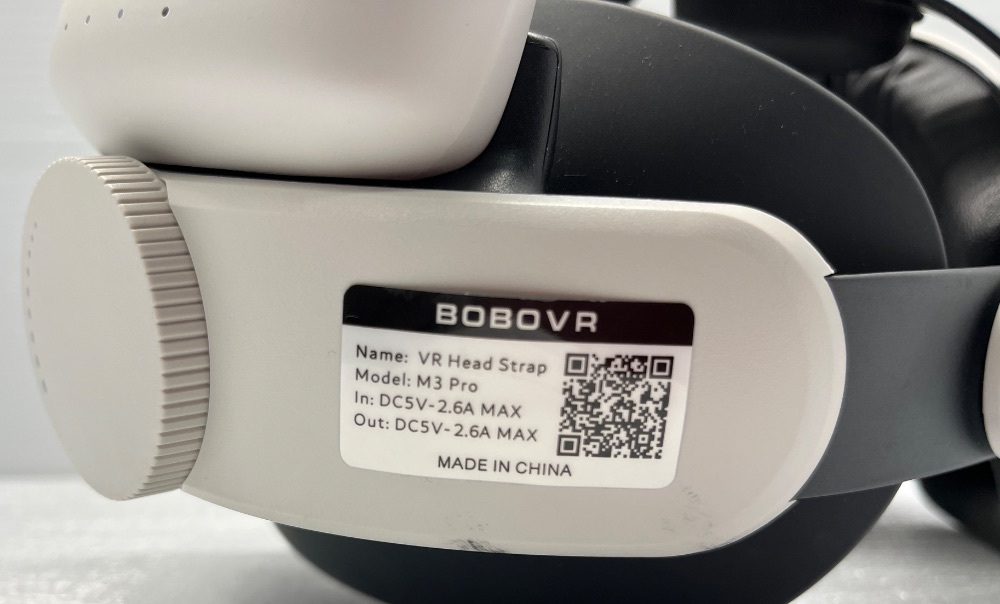 BOBOVR
Name: VR Head Strap
Model: M3 Pro
In: DC5V-2.6A MAX
Out: DC5V-2.6A MAX
MADE IN CHINA